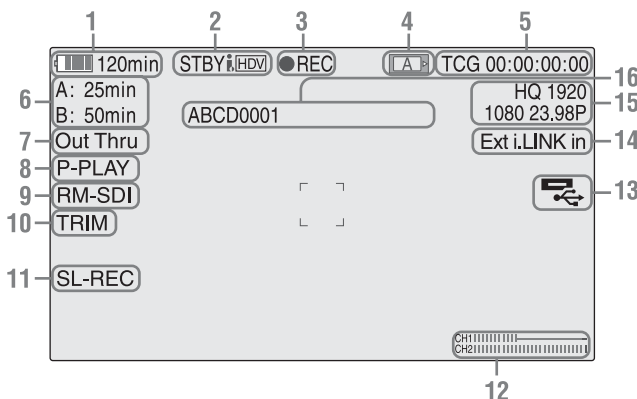 1 2 3 4 5
120min STBY i HDV ●REC A TCG 00:00:00:00
16
6 A: 25min HQ 1920 15
B: 50min ABCD0001 1080 23.98P
7 Out Thru Ext i.LINK in 14
8 P-PLAY
9 RM-SDI 13
10 TRIM
11 SL-REC
CH1
CH2
12